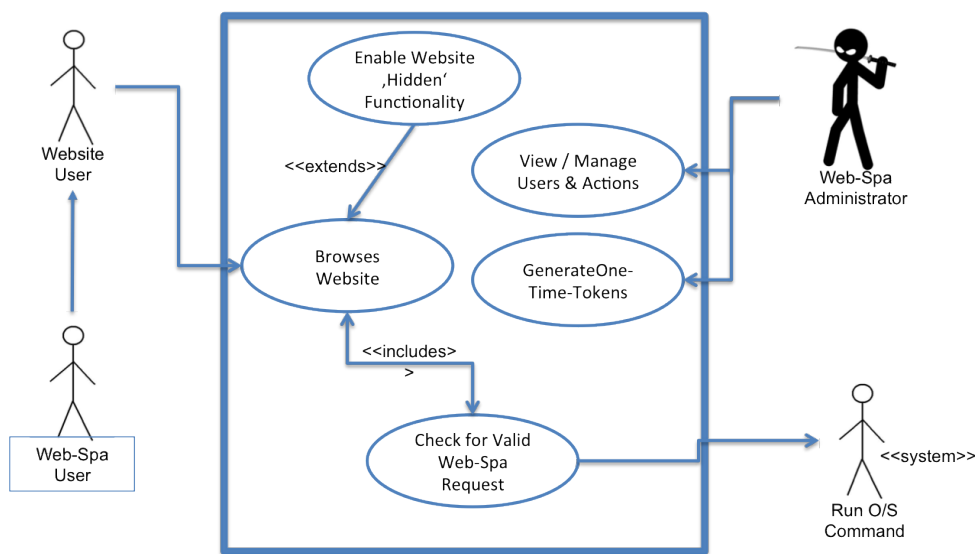 Enable Website
‚Hidden‘
Functionality
Website
User
<<extends>>
View / Manage
Users & Actions
Web-Spa
Administrator
Browses
Website
GenerateOne-
Time-Tokens
<<includes>
>
Web-Spa
User
Check for Valid
Web-Spa
Request
<<system>>
Run O/S
Command